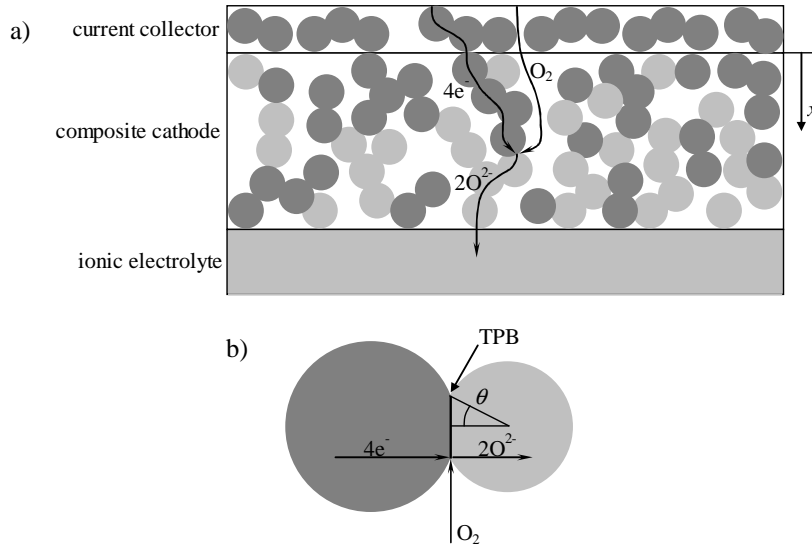 a)
current collector
O₂
4e⁻
x
composite cathode
2O²⁻
ionic electrolyte
b)
TPB
θ
4e⁻
2O²⁻
O₂